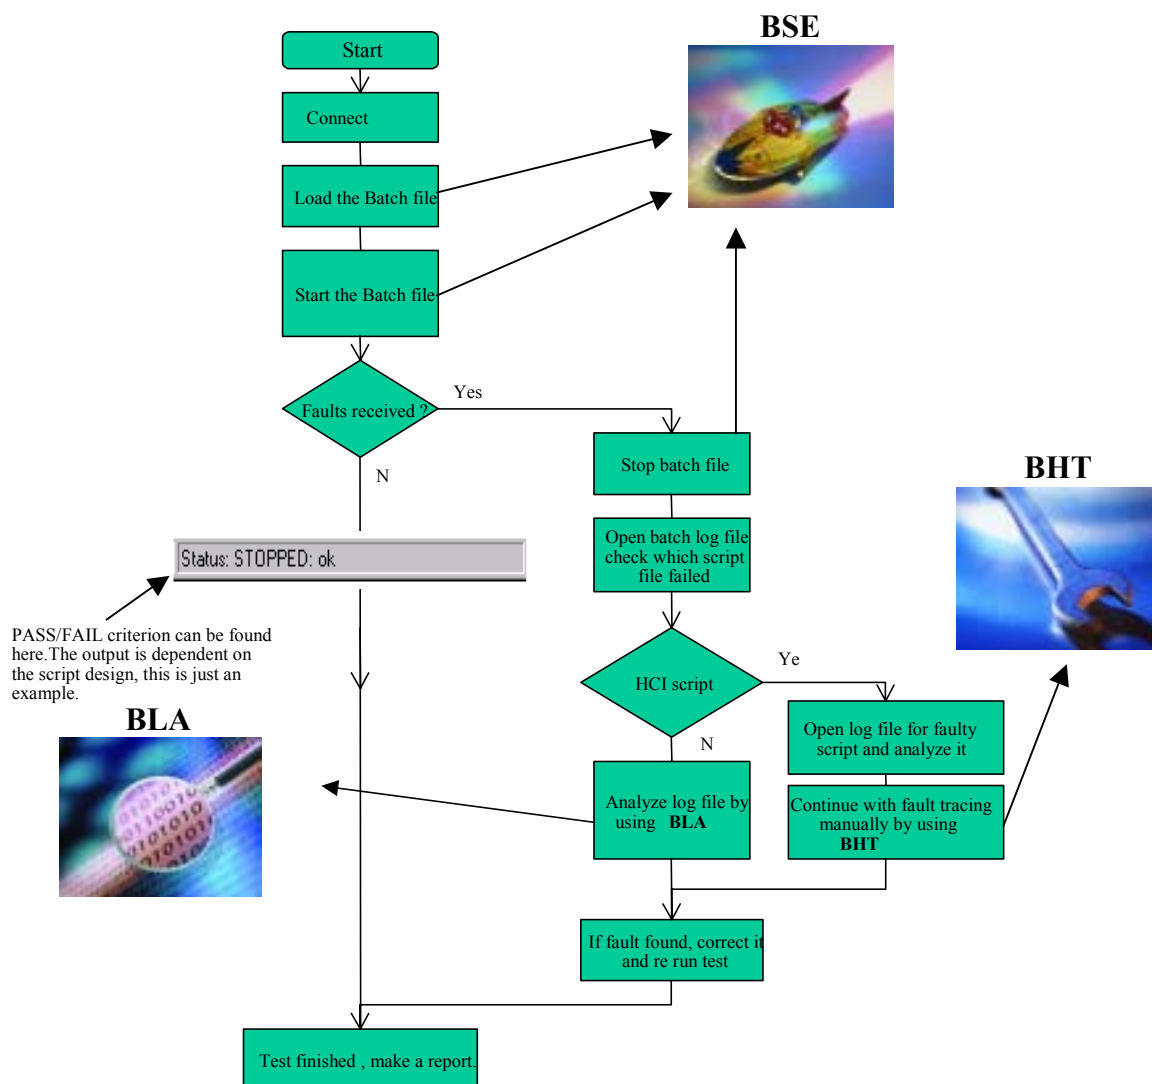 BSE
Start
Connect
Load the Batch file
Start the Batch file
Faults received ?
Yes
N
Stop batch file
BHT
Open batch log file
check which script
file failed
Status: STOPPED: ok
PASS/FAIL criterion can be found
here.The output is dependent on
the script design, this is just an
example.
HCI script
Ye
N
BLA
Open log file for faulty
script and analyze it
Analyze log file by
using BLA
Continue with fault tracing
manually by using
BHT
If fault found, correct it
and re run test
Test finished , make a report.